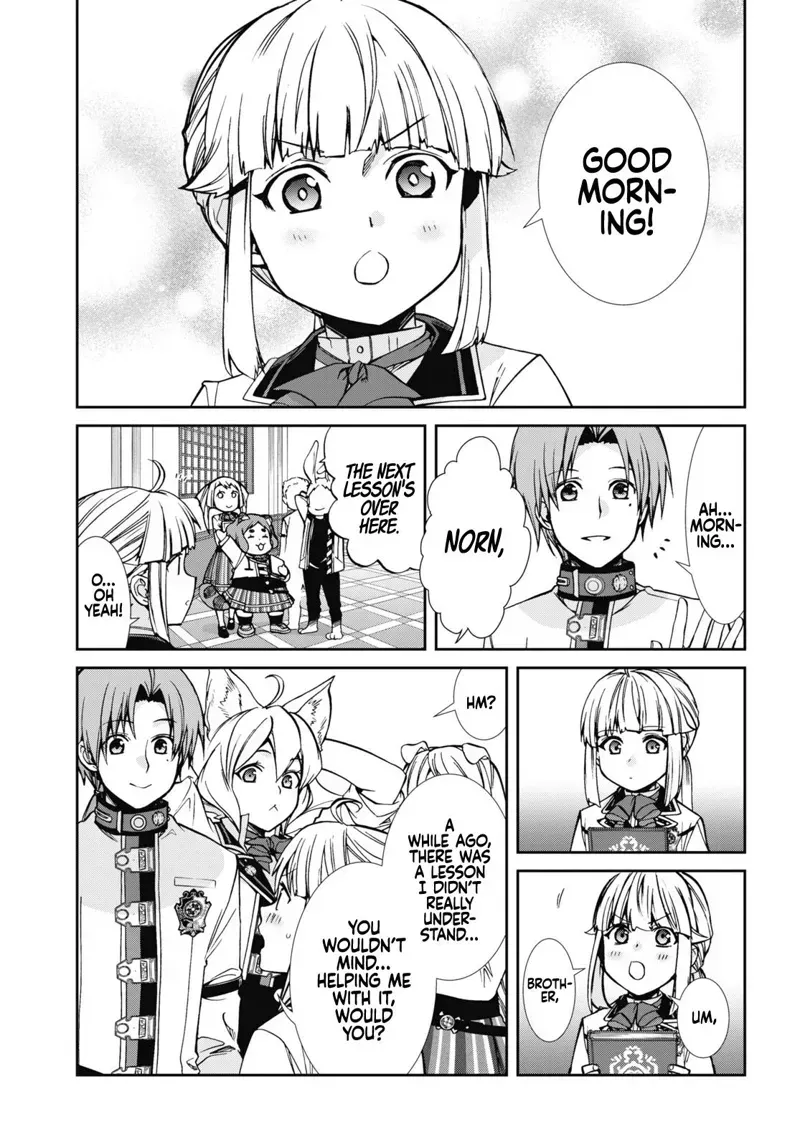 GOOD
MORN-
ING!
AH...
MORN-
ING...
NORN,
THE NEXT
LESSON'S
OVER
HERE.
O...
OH
YEAH!
UM,
BROTH-
ER,
HM?
A
WHILE AGO,
THERE WAS
A LESSON
I DIDN'T
REALLY
UNDER-
STAND...
YOU
WOULDN'T
MIND...
HELPING ME
WITH IT,
WOULD
YOU?